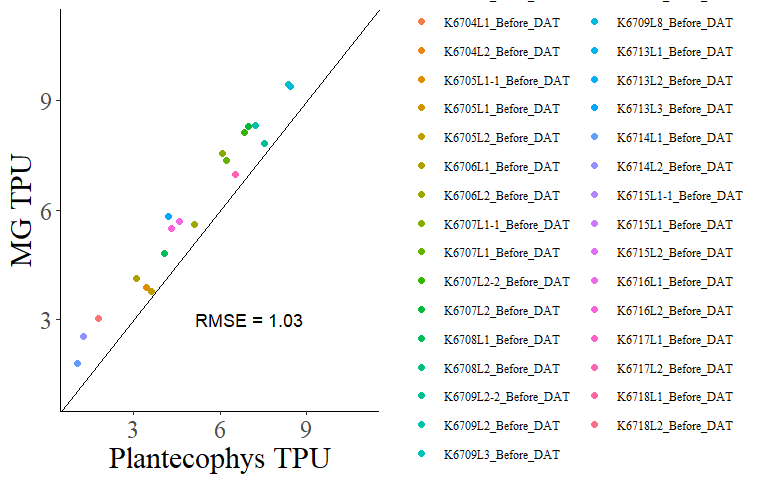 9
6
3
MG TPU
RMSE = 1.03
3
6
9
Plantecophys TPU
K6704L1_Before_DAT
K6704L2_Before_DAT
K6705L1-1_Before_DAT
K6705L1_Before_DAT
K6705L2_Before_DAT
K6706L1_Before_DAT
K6706L2_Before_DAT
K6707L1-1_Before_DAT
K6707L1_Before_DAT
K6707L2-2_Before_DAT
K6707L2_Before_DAT
K6708L1_Before_DAT
K6708L2_Before_DAT
K6709L2-2_Before_DAT
K6709L2_Before_DAT
K6709L3_Before_DAT
K6709L8_Before_DAT
K6713L1_Before_DAT
K6713L2_Before_DAT
K6713L3_Before_DAT
K6714L1_Before_DAT
K6714L2_Before_DAT
K6715L1-1_Before_DAT
K6715L1_Before_DAT
K6715L2_Before_DAT
K6716L1_Before_DAT
K6716L2_Before_DAT
K6717L1_Before_DAT
K6717L2_Before_DAT
K6718L1_Before_DAT
K6718L2_Before_DAT